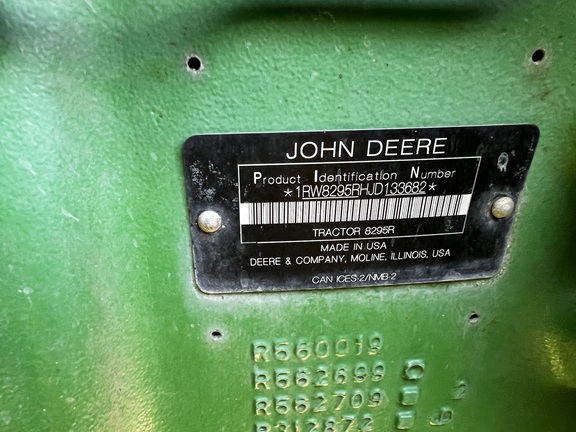 JOHN DEERE
Product Identification Number
*1RW8295RHJD133682*
TRACTOR 8295R
MADE IN USA
DEERE & COMPANY, MOLINE, ILLINOIS, USA
CAN ICES-2/NMB-2
R560019
R562699
R562709
R212872